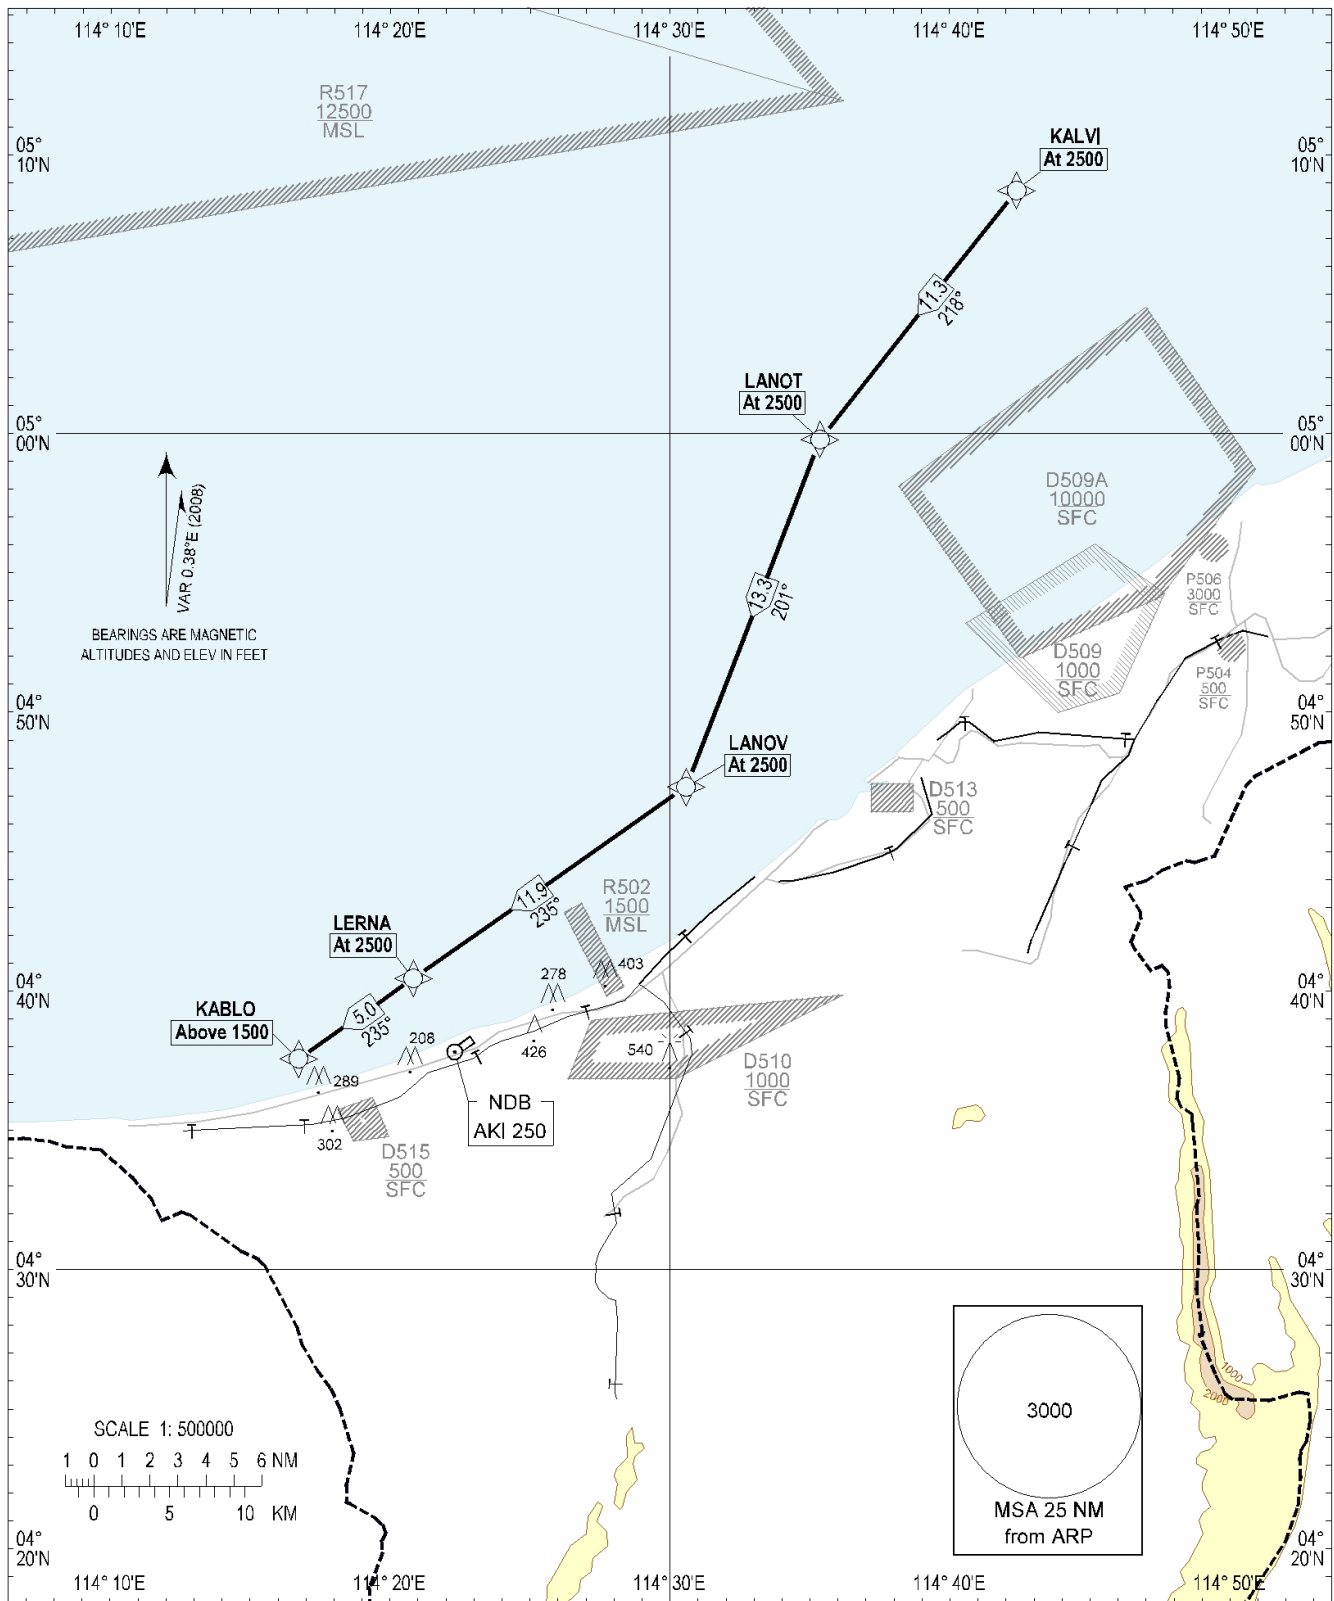 114° 10'E
114° 20'E
114° 30'E
114° 40'E
114° 50'E
R517
12500
MSL
05°
10'N
KALVI
At 2500
05°
10'N
11.3
218°
LANOT
At 2500
05°
00'N
05°
00'N
D509A
10000
SFC
VAR 0.38°E (2008)
BEARINGS ARE MAGNETIC
ALTITUDES AND ELEV IN FEET
13.3
201°
P506
3000
SFC
D509
1000
SFC
P504
500
SFC
04°
50'N
04°
50'N
LANOV
At 2500
D513
500
SFC
11.9
235°
R502
1500
MSL
LERNA
At 2500
403
278
04°
40'N
04°
40'N
KABLO
Above 1500
5.0
235°
208
426
540
289
D510
1000
SFC
NDB
AKI 250
302
D515
500
SFC
04°
30'N
04°
30'N
1000
2000
3000
MSA 25 NM
from ARP
SCALE 1: 500000
1 0 1 2 3 4 5 6 NM
0 5 10 KM
04°
20'N
04°
20'N
114° 10'E
114° 20'E
114° 30'E
114° 40'E
114° 50'E